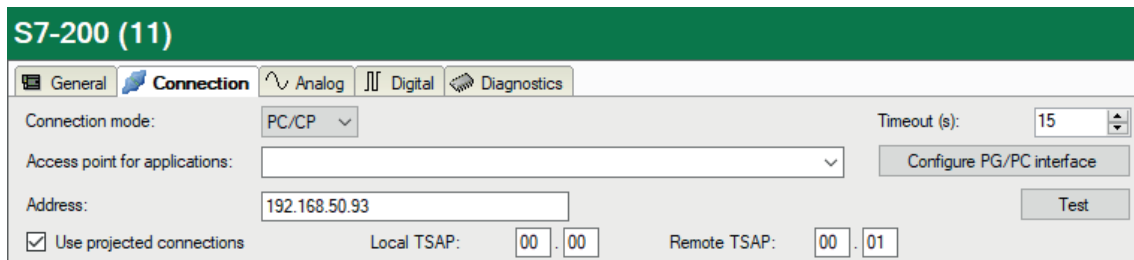 S7-200 (11)
General Connection Analog Digital Diagnostics
Connection mode: PC/CP Timeout (s): 15
Access point for applications: Configure PG/PC interface
Address: 192.168.50.93 Test
Use projected connections Local TSAP: 00 . 00 Remote TSAP: 00 . 01